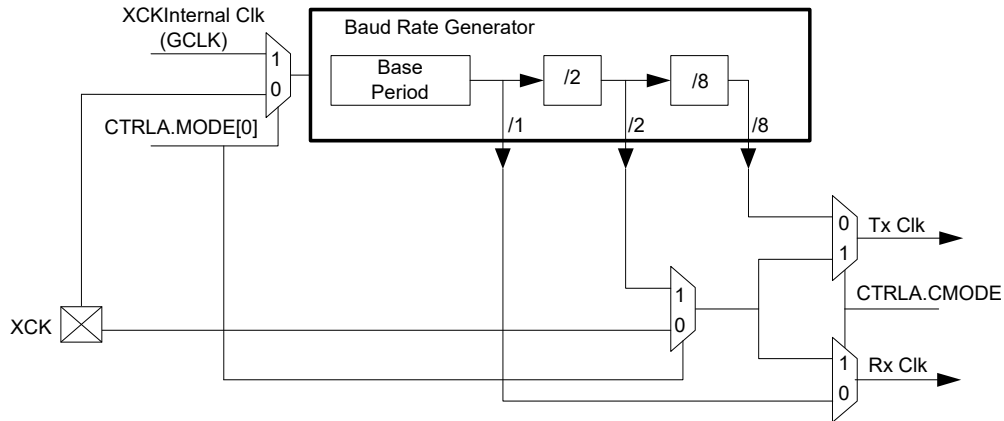 XCKInternal Clk
(GCLK)
Baud Rate Generator
1
0
Base
Period
/2
/8
CTRLA.MODE[0]
/1
/2
/8
0
1
Tx Clk
1
0
CTRLA.CMODE
XCK
1
0
Rx Clk